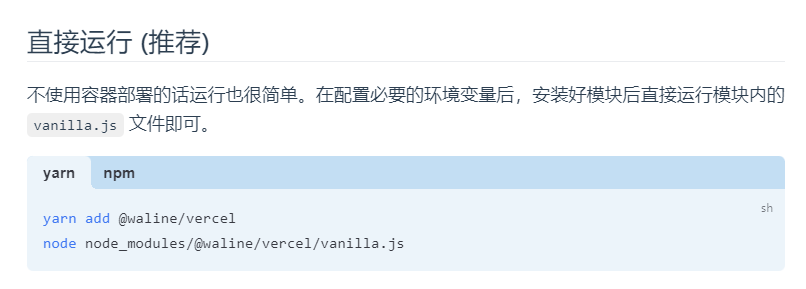 直接运行 (推荐)
不使用容器部署的话运行也很简单。在配置必要的环境变量后，安装好模块后直接运行模块内的
vanilla.js 文件即可。
yarn npm
sh
yarn add @waline/vercel
node node_modules/@waline/vercel/vanilla.js